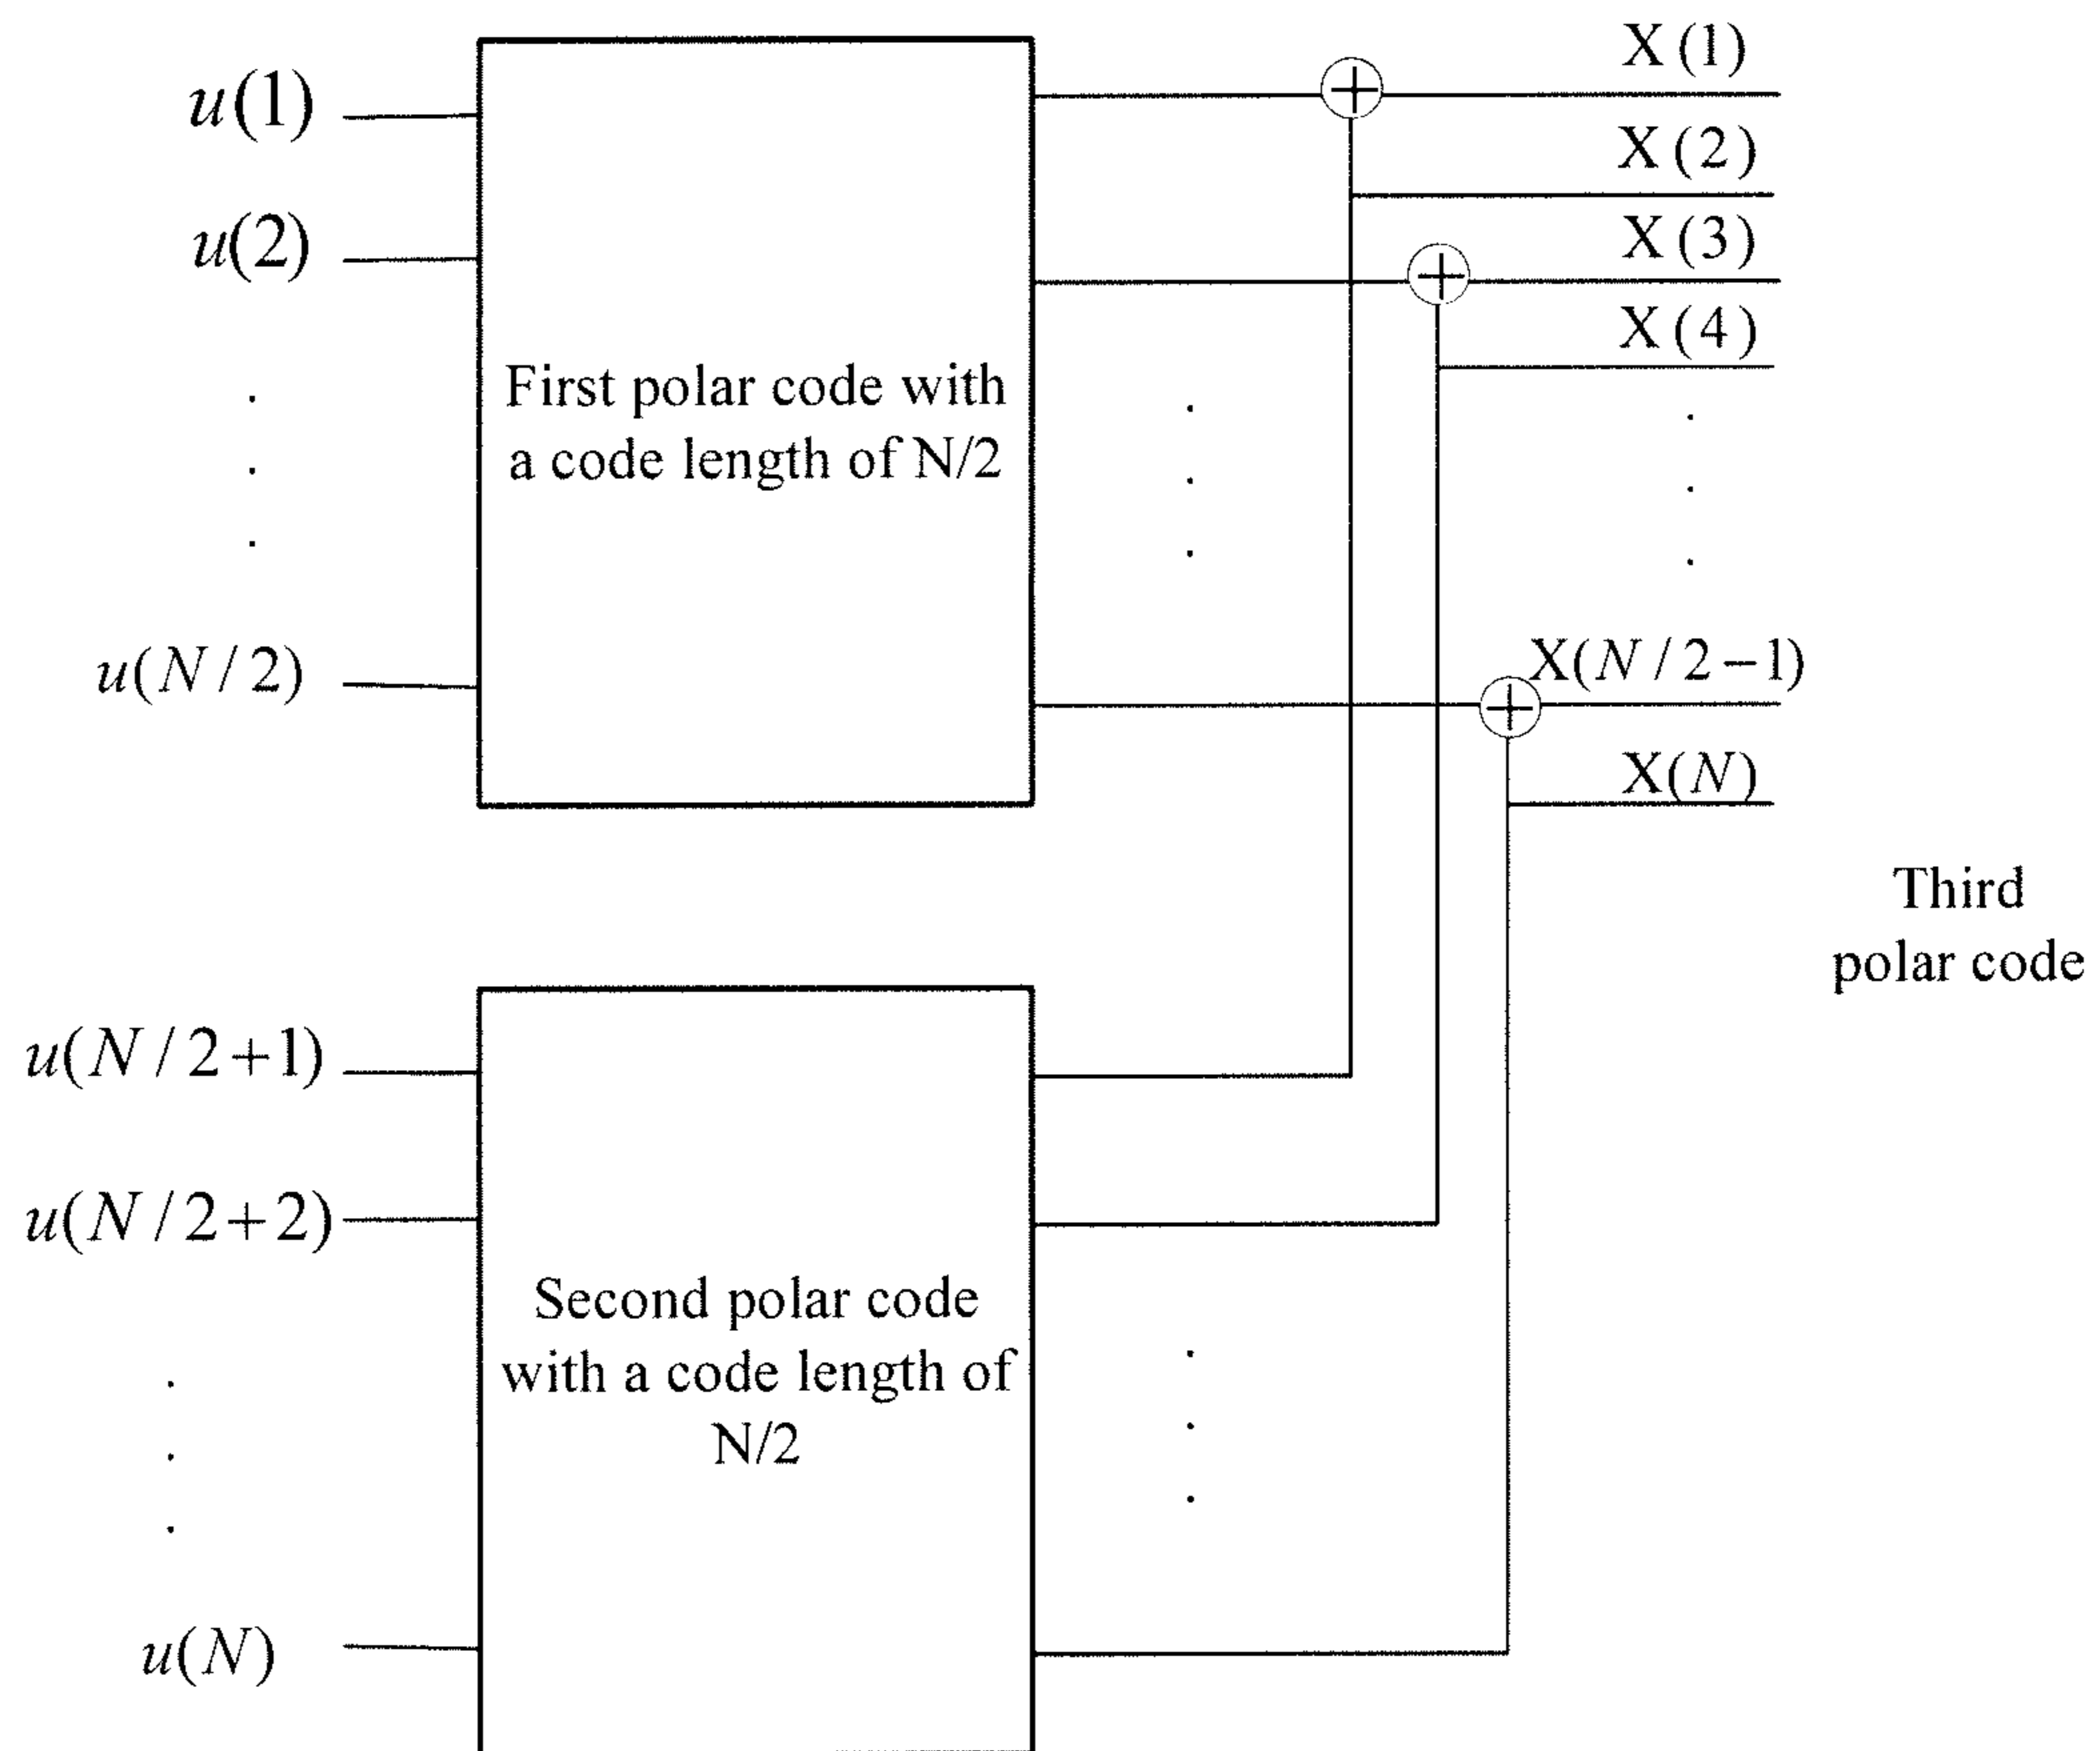 u(1)
u(2)
u(N/2)
First polar code with
a code length of N/2
X(1)
X(2)
X(3)
X(4)
X(N/2−1)
X(N)
Third
polar code
u(N/2+1)
u(N/2+2)
u(N)
Second polar code
with a code length of
N/2